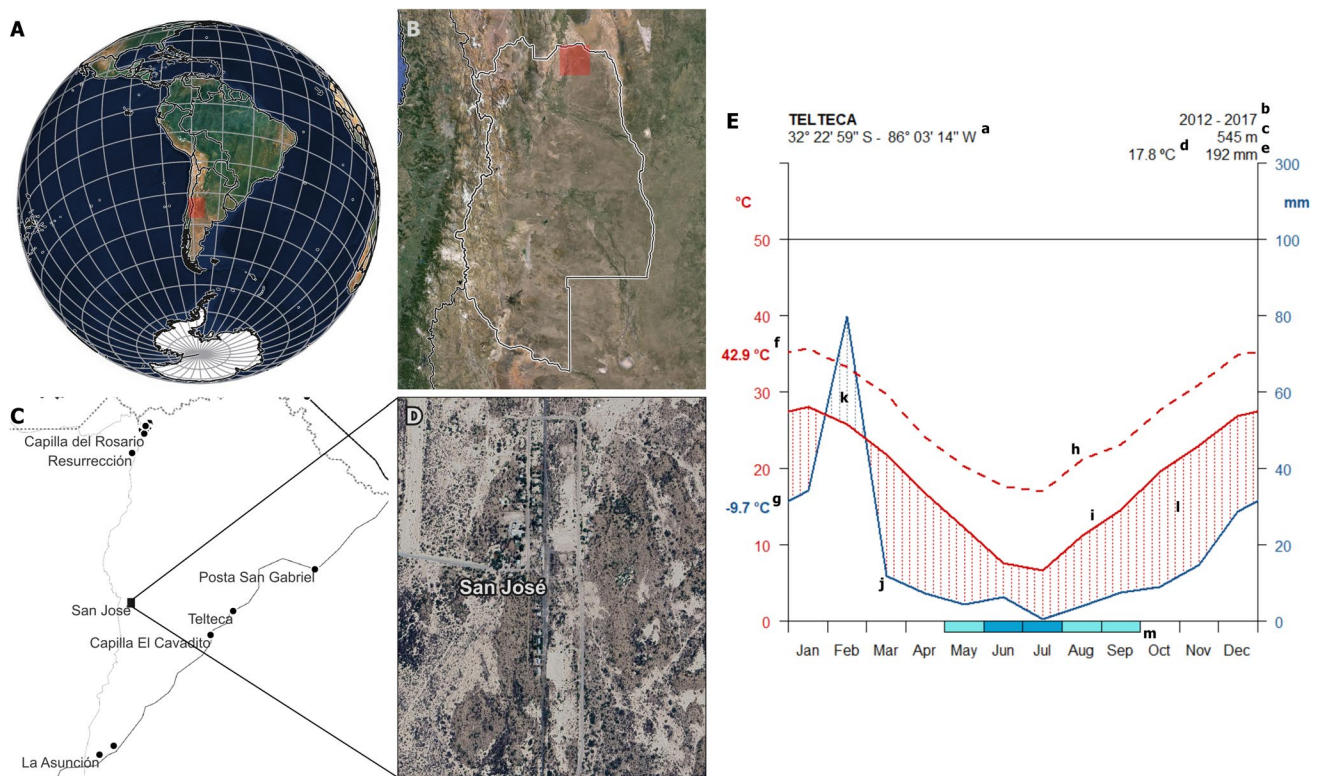 A
B
C
Capilla del Rosario
Resurrección
Posta San Gabriel
San José
Telteca
Capilla El Cavadito
La Asunción
D
San José
E
TELTECA
2012 - 2017 b
32° 22' 59" S - 86° 03' 14" W a
545 m c
17.8 ºC d
192 mm e
300
°C
mm
50
100
40
80
f
42.9 °C
30
60
k
h
20
40
-9.7 °C g
i
l
10
20
j
0
0
m
Jan Feb Mar Apr May Jun Jul Aug Sep Oct Nov Dec